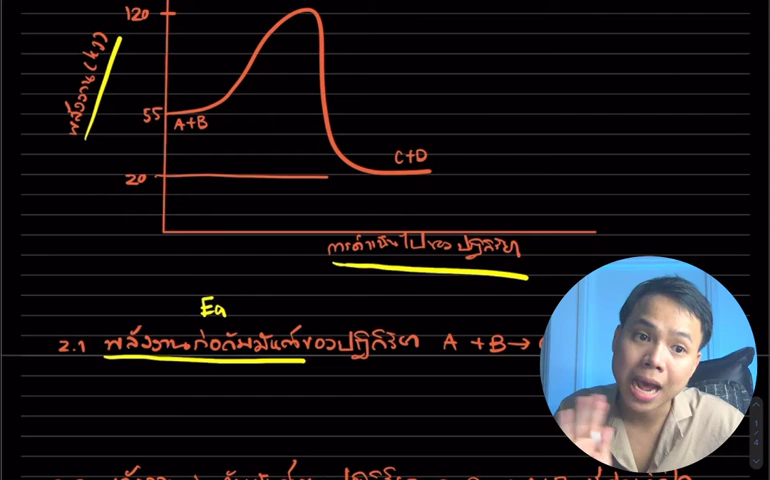 120
พลังงาน (kJ)
55
A+B
C+D
20
การดำเนินไปของปฏิกิริยา
Ea
2.1 พลังงานก่อกัมมันต์ของปฏิกิริยา A + B →
1
4